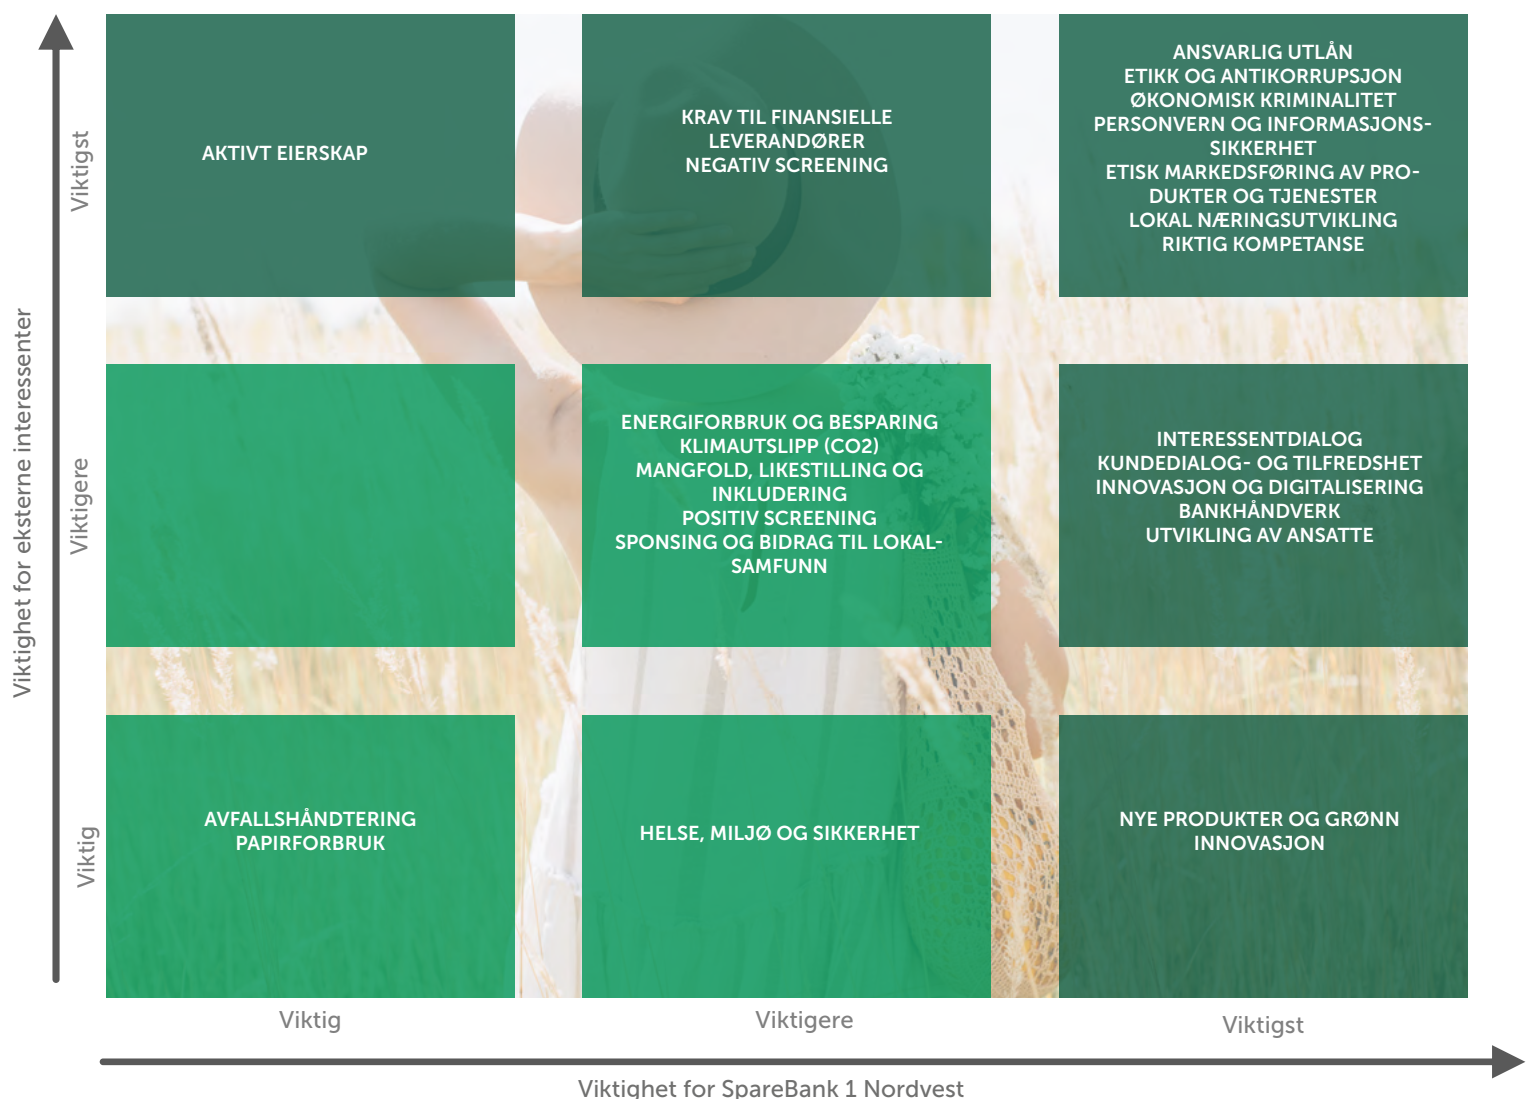 Viktighet for eksterne interessenter
Viktigst
AKTIVT EIERSKAP
KRAV TIL FINANSIELLE
LEVERANDØRER
NEGATIV SCREENING
ANSVARLIG UTLÅN
ETIKK OG ANTIKORRUPSJON
ØKONOMISK KRIMINALITET
PERSONVERN OG INFORMASJONS-
SIKKERHET
ETISK MARKEDSFØRING AV PRO-
DUKTER OG TJENESTER
LOKAL NÆRINGSUTVIKLING
RIKTIG KOMPETANSE
Viktigere
ENERGIFORBRUK OG BESPARING
KLIMAUTSLIPP (CO2)
MANGFOLD, LIKESTILLING OG
INKLUDERING
POSITIV SCREENING
SPONSING OG BIDRAG TIL LOKAL-
SAMFUNN
INTERESSENTDIALOG
KUNDEDIALOG- OG TILFREDSHET
INNOVASJON OG DIGITALISERING
BANKHÅNDVERK
UTVIKLING AV ANSATTE
Viktig
AVFALLSHÅNDTERING
PAPIRFORBRUK
HELSE, MILJØ OG SIKKERHET
NYE PRODUKTER OG GRØNN
INNOVASJON
Viktig
Viktigere
Viktigst
Viktighet for SpareBank 1 Nordvest